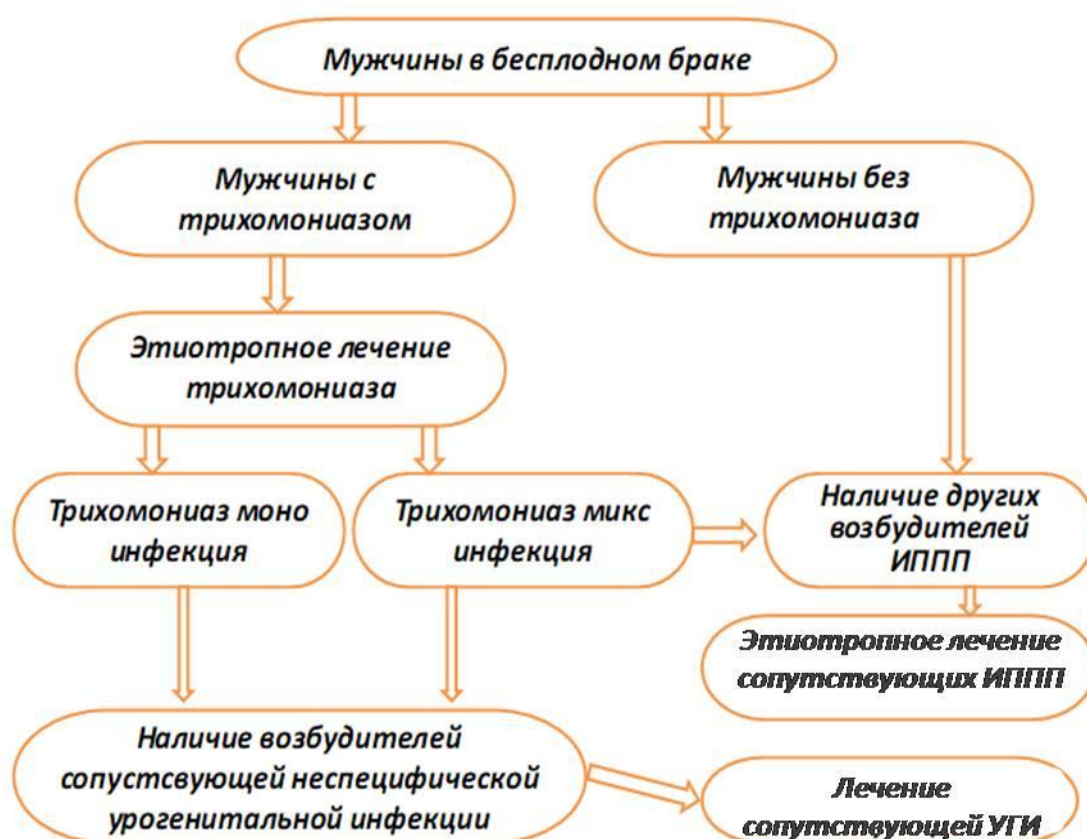 Мужчины в бесплодном браке
Мужчины с
трихомониазом
Мужчины без
трихомониаза
Этиотропное лечение
трихомониаза
Трихомониаз моно
инфекция
Трихомониаз микс
инфекция
Наличие других
возбудителей
ИППП
Этиотропное лечение
сопутствующих ИППП
Наличие возбудителей
сопустсвующей неспецифической
урогенитальной инфекции
Лечение
сопутствующей УГИ